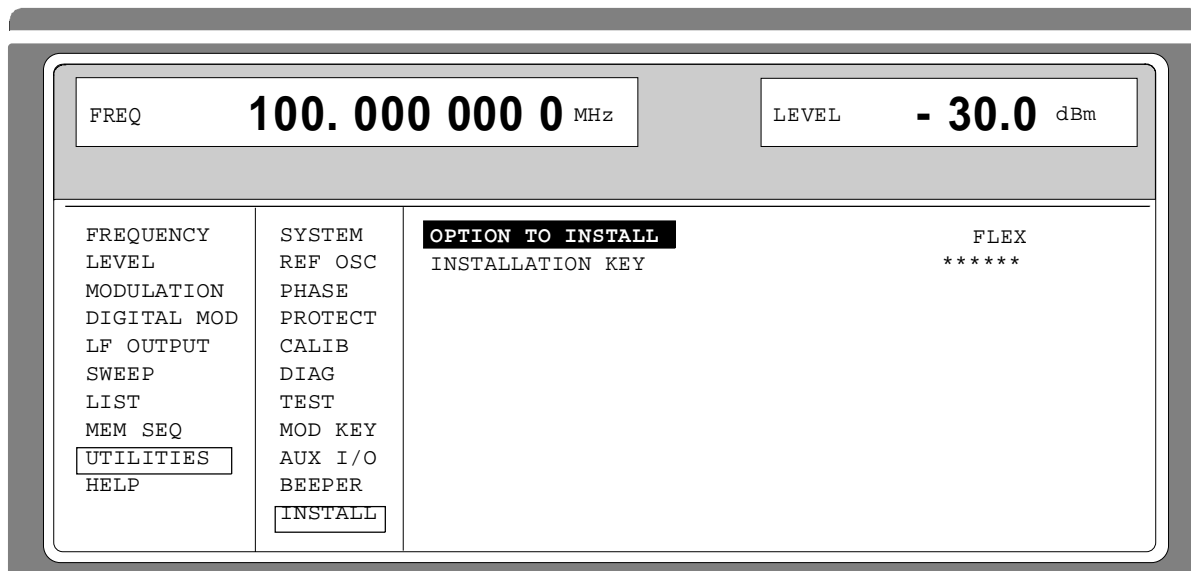 FREQ 100. 000 000 0 MHz LEVEL - 30.0 dBm
FREQUENCY
LEVEL
MODULATION
DIGITAL MOD
LF OUTPUT
SWEEP
LIST
MEM SEQ
UTILITIES
HELP
SYSTEM
REF OSC
PHASE
PROTECT
CALIB
DIAG
TEST
MOD KEY
AUX I/O
BEEPER
INSTALL
OPTION TO INSTALL FLEX
INSTALLATION KEY ******